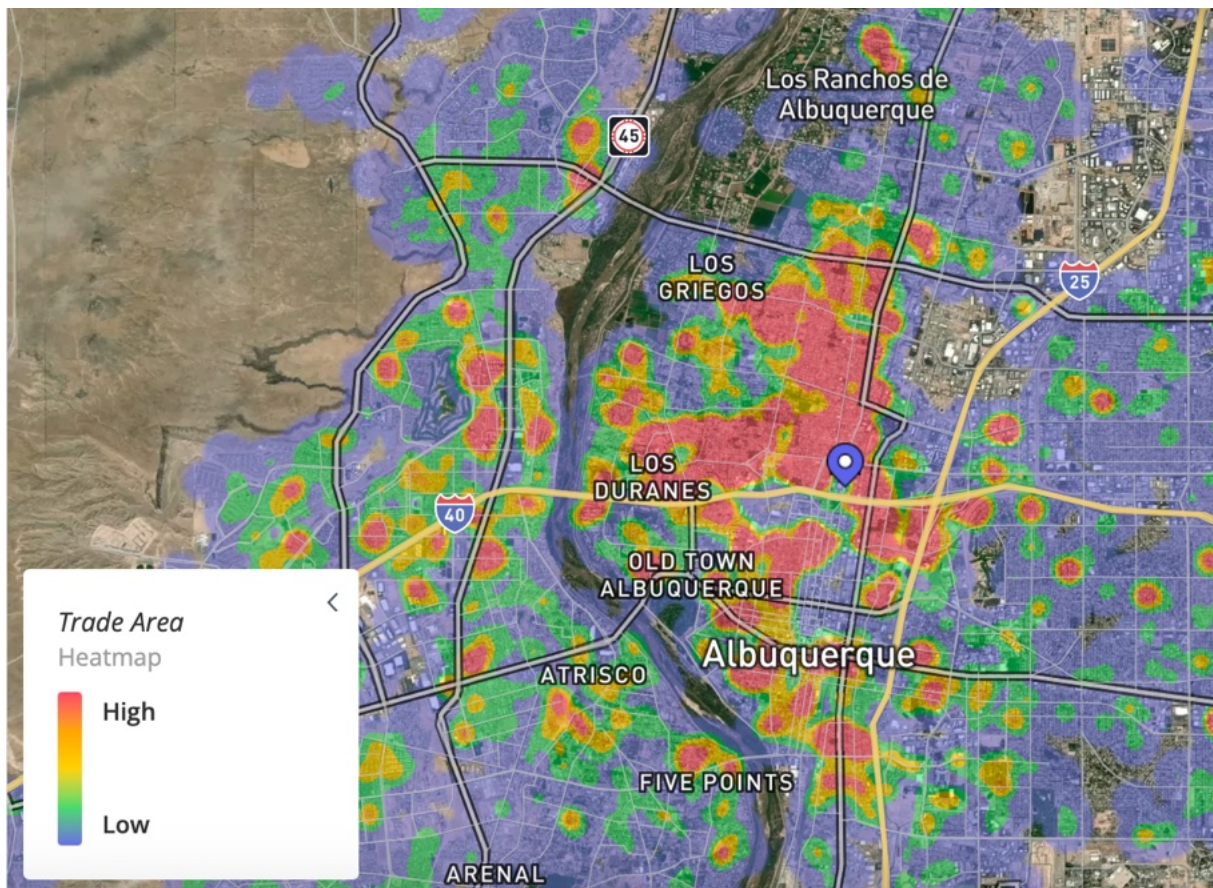 Los Ranchos de
Albuquerque
45
LOS
GRIEGOS
25
LOS
DURANES
40
OLD TOWN
ALBUQUERQUE
Albuquerque
ATRISCO
FIVE POINTS
ARENAL
Trade Area
Heatmap
High
Low